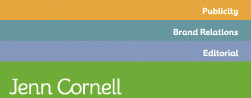 Publicity
Brand Relations
Editorial
Jenn Cornell